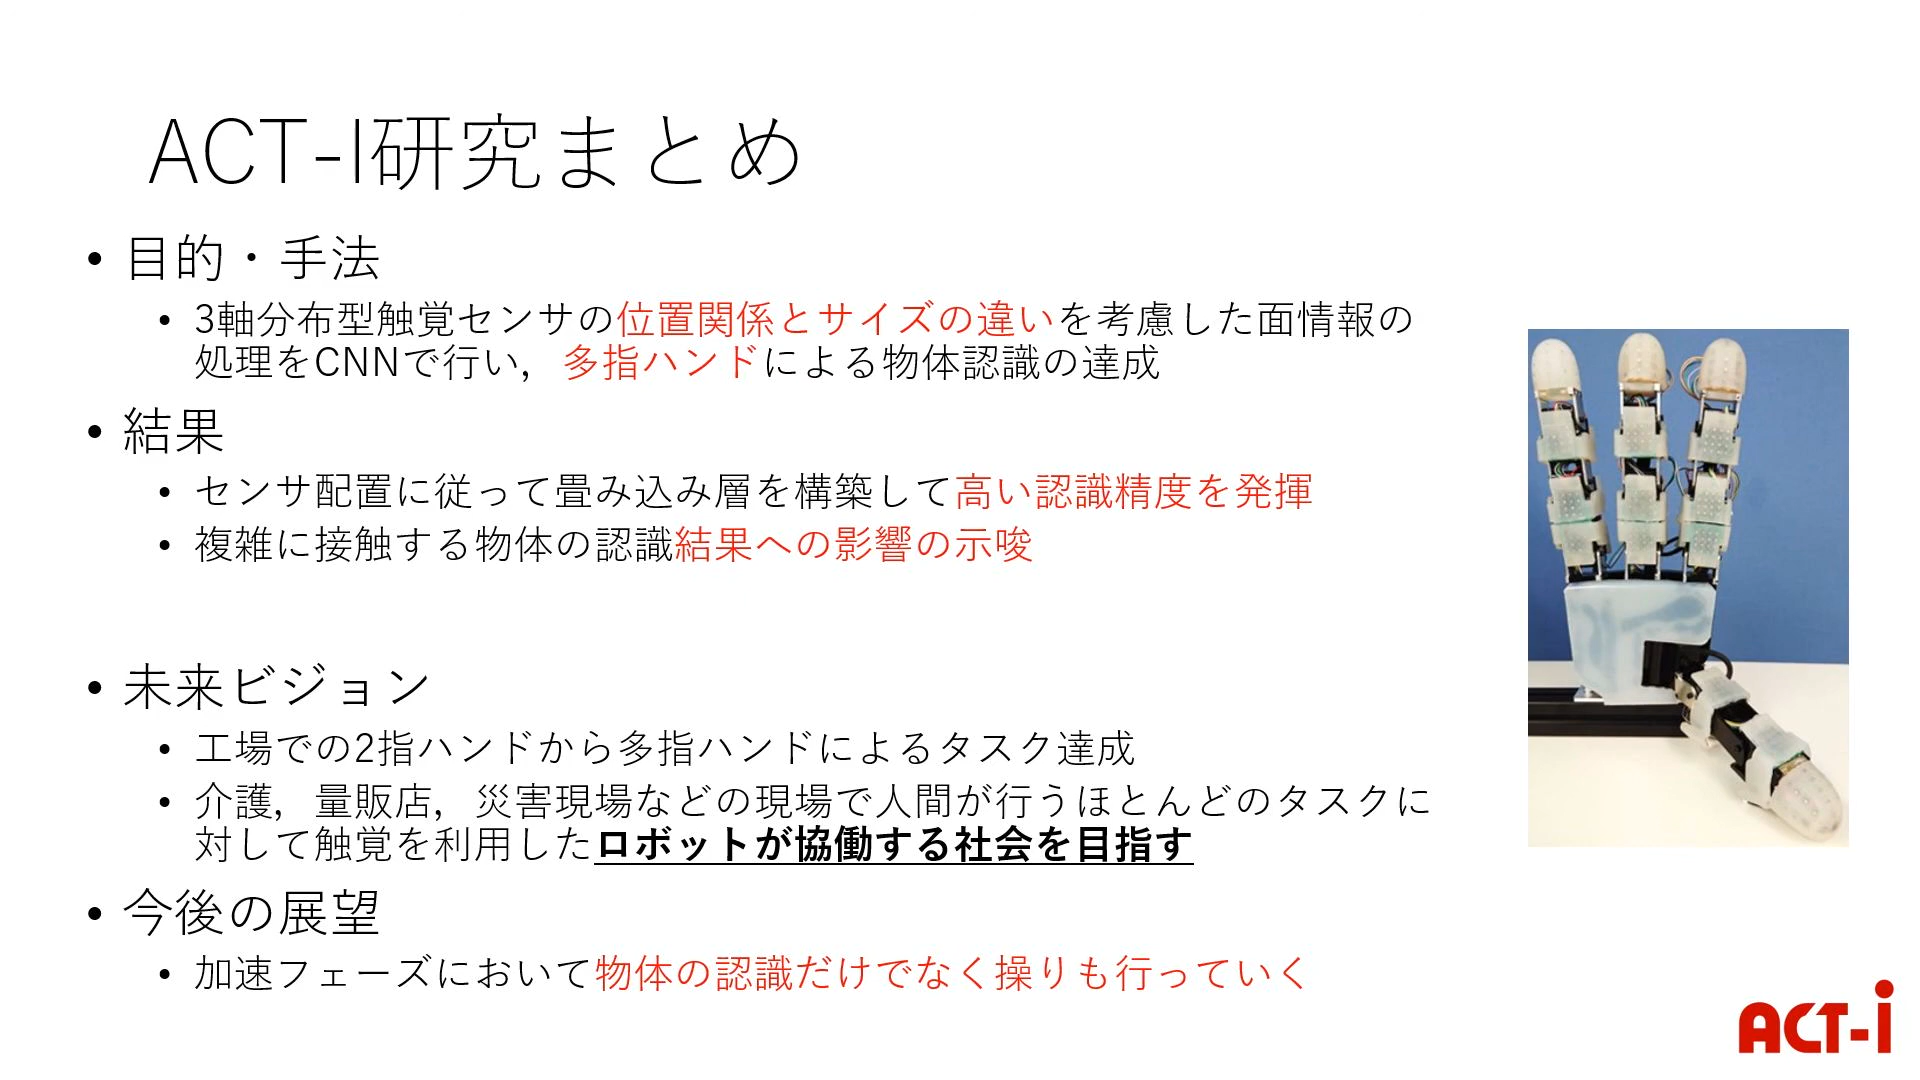 ACT-I研究まとめ
• 目的・手法
• 3軸分布型触覚センサの位置関係とサイズの違いを考慮した面情報の
処理をCNNで行い，多指ハンドによる物体認識の達成
• 結果
• センサ配置に従って畳み込み層を構築して高い認識精度を発揮
• 複雑に接触する物体の認識結果への影響の示唆
• 未来ビジョン
• 工場での2指ハンドから多指ハンドによるタスク達成
• 介護，量販店，災害現場などの現場で人間が行うほとんどのタスクに
対して触覚を利用したロボットが協働する社会を目指す
• 今後の展望
• 加速フェーズにおいて物体の認識だけでなく操りも行っていく
ACT-i